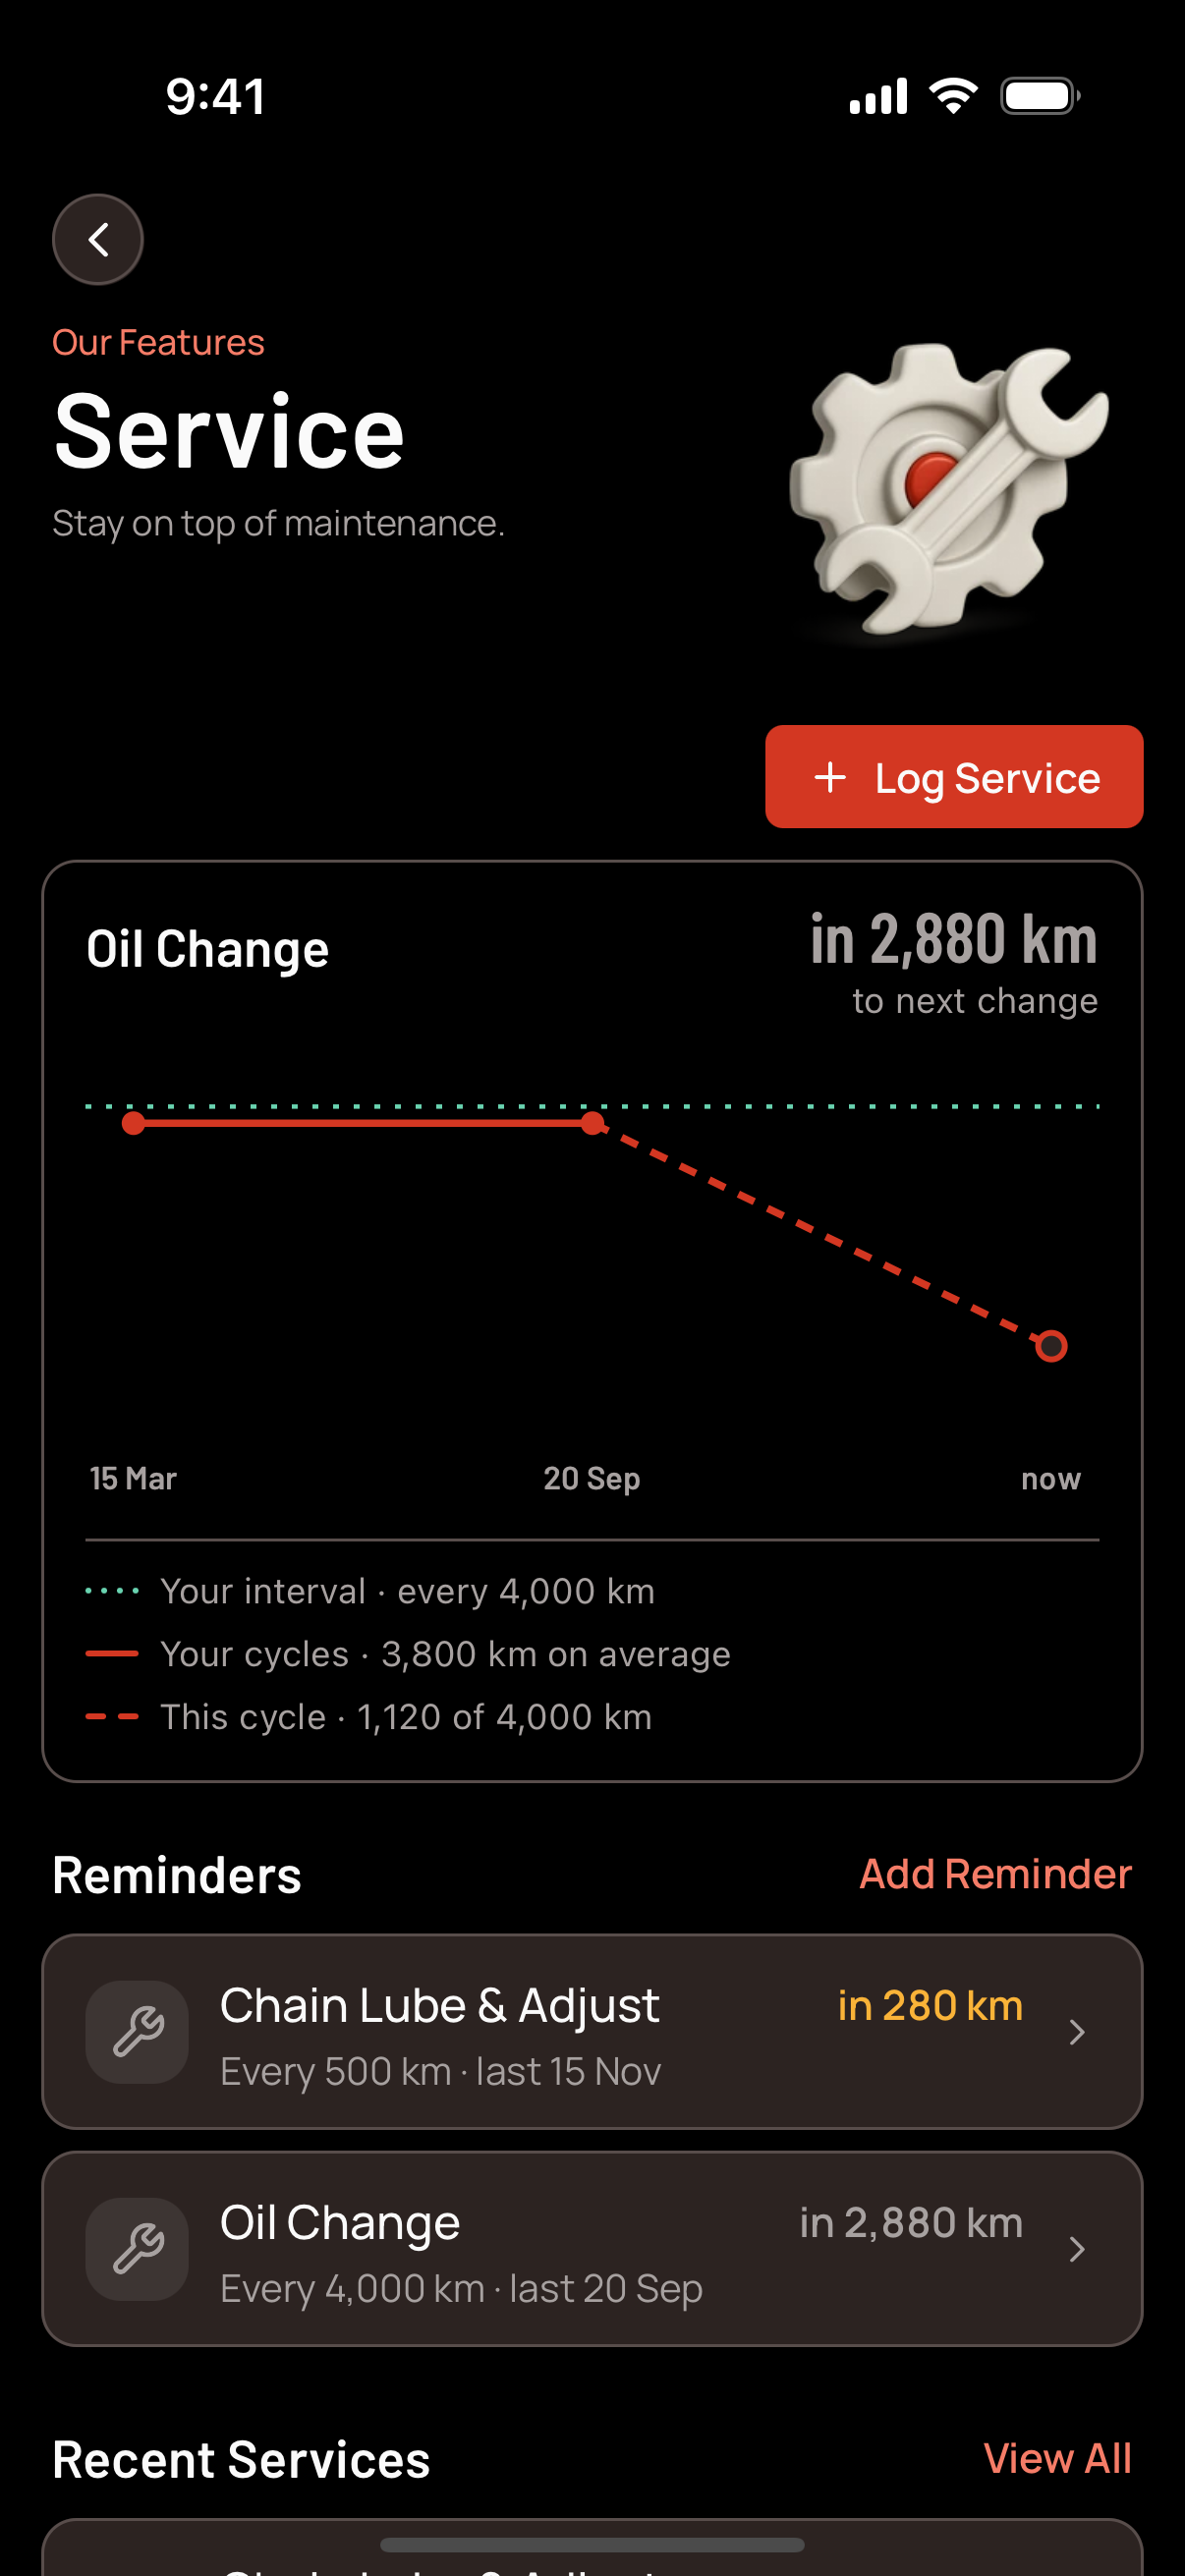 9:41
Our Features
Service
Stay on top of maintenance.
+ Log Service
Oil Change
in 2,880 km
to next change
15 Mar
20 Sep
now
Your interval · every 4,000 km
Your cycles · 3,800 km on average
This cycle · 1,120 of 4,000 km
Reminders
Add Reminder
Chain Lube & Adjust
in 280 km
Every 500 km · last 15 Nov
Oil Change
in 2,880 km
Every 4,000 km · last 20 Sep
Recent Services
View All